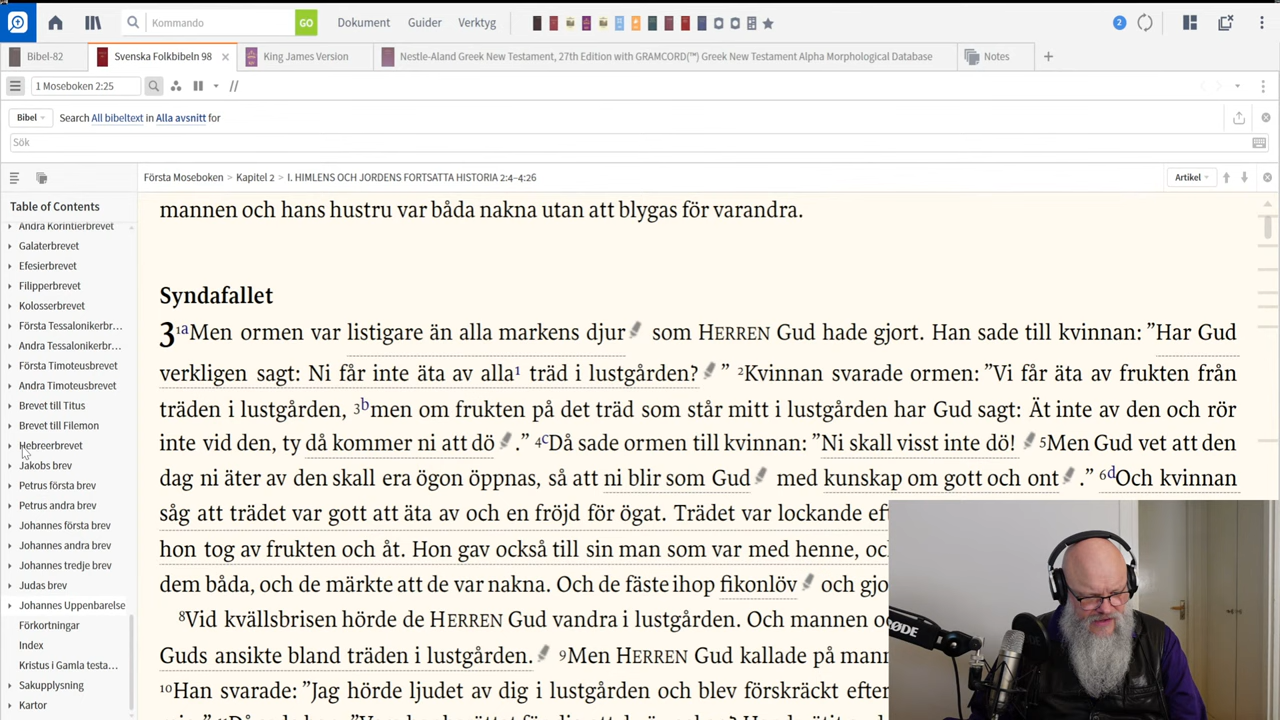 Kommando
GO
Dokument
Guider
Verktyg
2
Bibel-82
Svenska Folkbibeln 98
King James Version
Nestle-Aland Greek New Testament, 27th Edition with GRAMCORD(™) Greek New Testament Alpha Morphological Database
Notes
1 Moseboken 2:25
Bibel
Search All bibeltext in Alla avsnitt for
Sök
Första Moseboken > Kapitel 2 > I. HIMLENS OCH JORDENS FORTSATTA HISTORIA 2:4-4:26
Artikel
Table of Contents
Andra Korintierbrevet
Galaterbrevet
Efesierbrevet
Filipperbrevet
Kolosserbrevet
Första Tessalonikerbr...
Andra Tessalonikerbr...
Första Timoteusbrevet
Andra Timoteusbrevet
Brevet till Titus
Brevet till Filemon
Hebreerbrevet
Jakobs brev
Petrus första brev
Petrus andra brev
Johannes första brev
Johannes andra brev
Johannes tredje brev
Judas brev
Johannes Uppenbarelse
Förkortningar
Index
Kristus i Gamla testa...
Sakupplysning
Kartor
mannen och hans hustru var båda nakna utan att blygas för varandra.
Syndafallet
3 1a Men ormen var listigare än alla markens djur som HERREN Gud hade gjort. Han sade till kvinnan: ”Har Gud
verkligen sagt: Ni får inte äta av alla1 träd i lustgården? ” 2Kvinnan svarade ormen: ”Vi får äta av frukten från
träden i lustgården, 3b men om frukten på det träd som står mitt i lustgården har Gud sagt: Ät inte av den och rör
inte vid den, ty då kommer ni att dö .” 4c Då sade ormen till kvinnan: ”Ni skall visst inte dö! 5Men Gud vet att den
dag ni äter av den skall era ögon öppnas, så att ni blir som Gud med kunskap om gott och ont .” 6d Och kvinnan
såg att trädet var gott att äta av och en fröjd för ögat. Trädet var lockande
hon tog av frukten och åt. Hon gav också till sin man som var med henne,
dem båda, och de märkte att de var nakna. Och de fäste ihop fikonlöv och
8Vid kvällsbrisen hörde de HERREN Gud vandra i lustgården. Och mannen
Guds ansikte bland träden i lustgården. 9Men HERREN Gud kallade på
10Han svarade: ”Jag hörde ljudet av dig i lustgården och blev förskräckt
RØDE